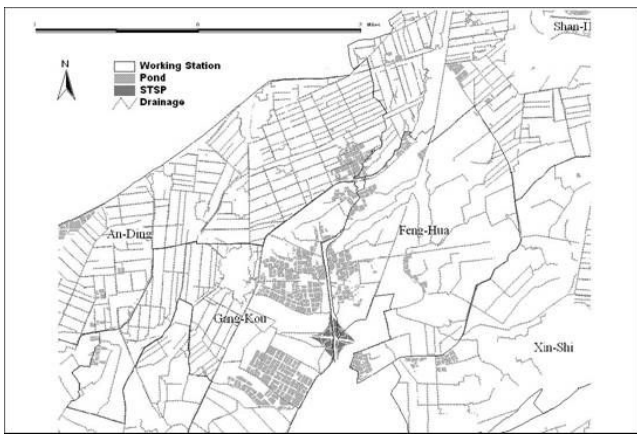 Miles
Shan-H
N
Working Station
Pond
STSP
Drainage
An-Ding
Feng-Hua
Gang-Kou
Xin-Shi